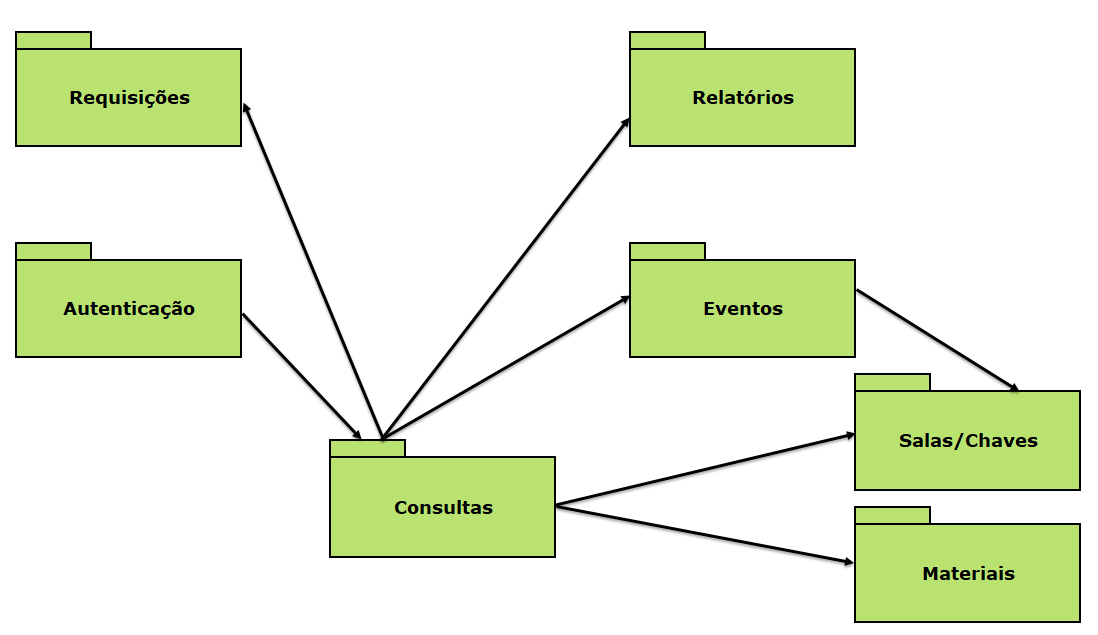 Requisições
Relatórios
Autenticação
Eventos
Salas/Chaves
Consultas
Materiais